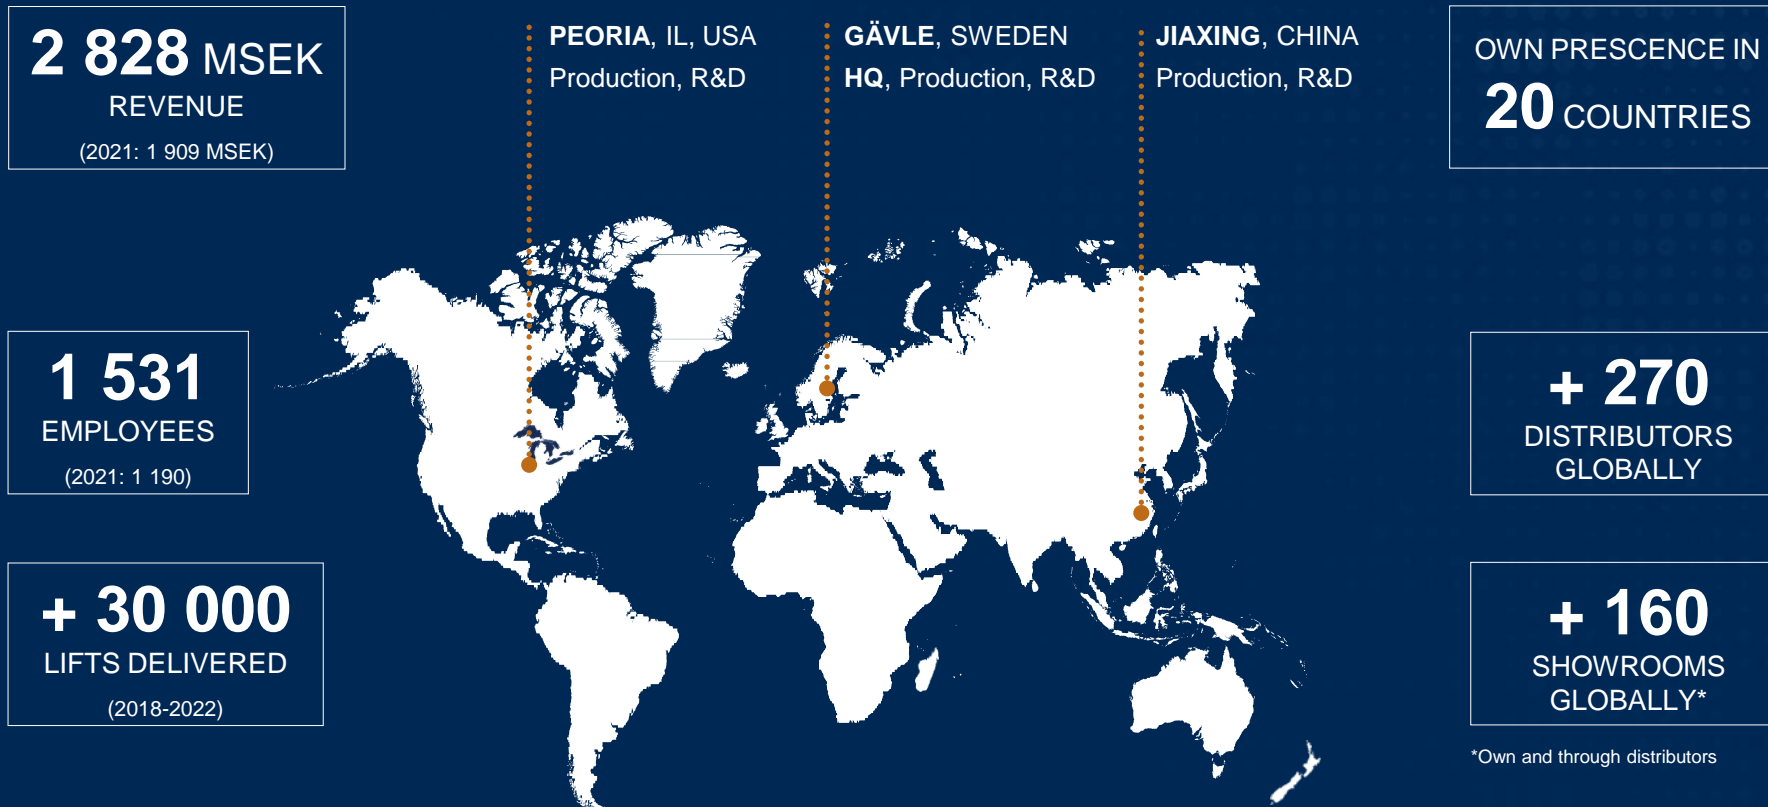 2 828 MSEK
REVENUE
(2021: 1 909 MSEK)
PEORIA, IL, USA
Production, R&D
GÄVLE, SWEDEN
HQ, Production, R&D
JIAXING, CHINA
Production, R&D
OWN PRESCENCE IN
20 COUNTRIES
1 531
EMPLOYEES
(2021: 1 190)
+ 270
DISTRIBUTORS
GLOBALLY
+ 30 000
LIFTS DELIVERED
(2018-2022)
+ 160
SHOWROOMS
GLOBALLY*
*Own and through distributors